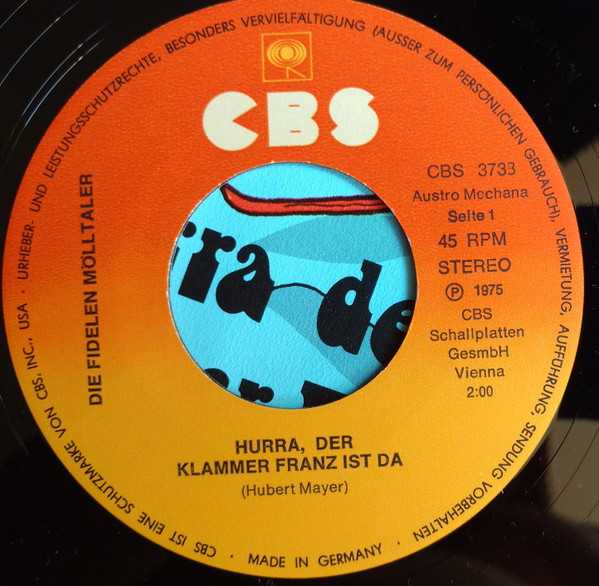 CBS
CBS 3733
Austro Mechana
Seite 1
45 RPM
STEREO
Ⓟ 1975
CBS
Schallplatten
GesmbH
Vienna
2:00
DIE FIDELEN MÖLLTALER
HURRA, DER
KLAMMER FRANZ IST DA
(Hubert Mayer)
CBS IST EINE SCHUTZMARKE VON CBS, INC., USA · URHEBER- UND LEISTUNGSSCHUTZRECHTE, BESONDERS VERVIELFÄLTIGUNG (AUSSER ZUM PERSÖNLICHEN GEBRAUCH), VERMIETUNG, AUFFÜHRUNG, SENDUNG VORBEHALTEN · MADE IN GERMANY ·